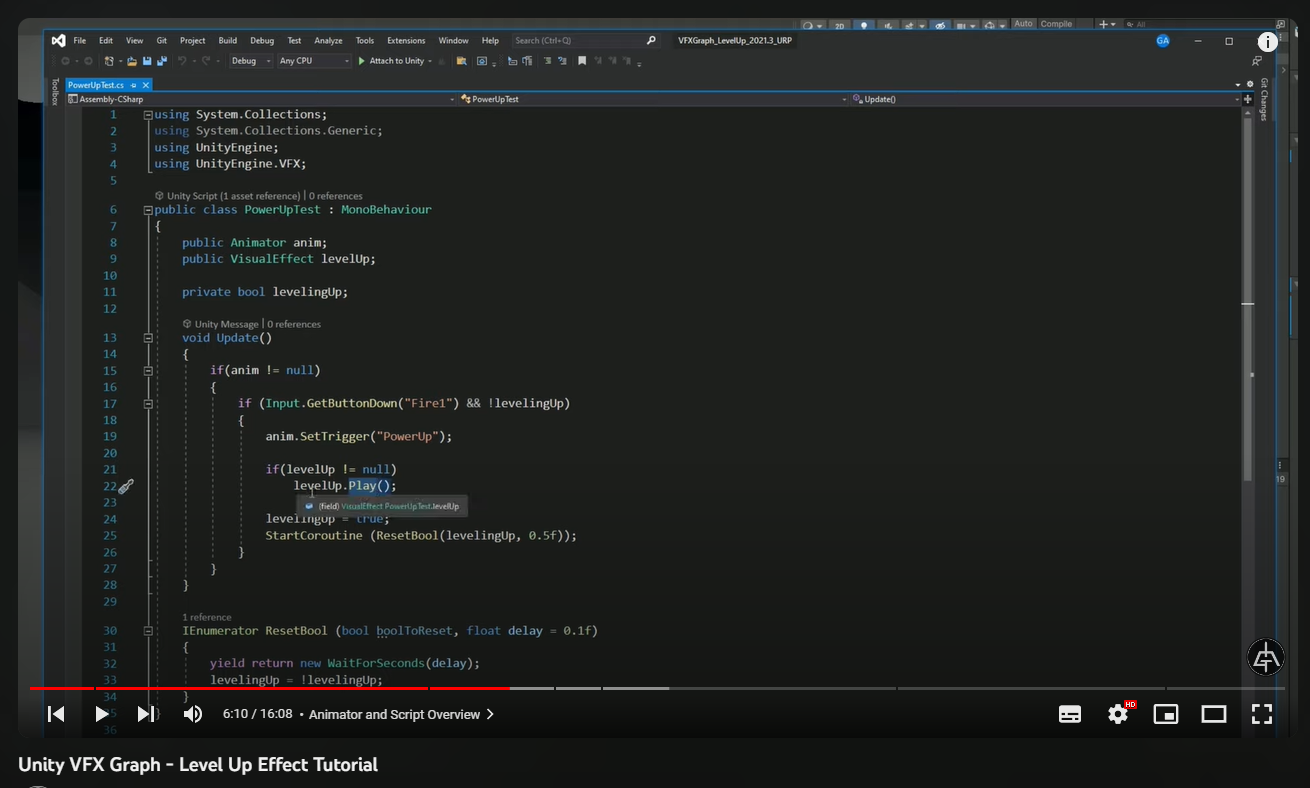 2D
Auto Compile
All
File Edit View Git Project Build Debug Test Analyze Tools Extensions Window Help Search (Ctrl+Q) VFXGraph_LevelUp_2021.3_URP GA
Debug Any CPU Attach to Unity
Toolbox
PowerUpTest.cs
Git Changes
Assembly-CSharp PowerUpTest Update()
1 using System.Collections;
2 using System.Collections.Generic;
3 using UnityEngine;
4 using UnityEngine.VFX;
5
Unity Script (1 asset reference) | 0 references
6 public class PowerUpTest : MonoBehaviour
7 {
8 public Animator anim;
9 public VisualEffect levelUp;
10
11 private bool levelingUp;
12
Unity Message | 0 references
13 void Update()
14 {
15 if(anim != null)
16 {
17 if (Input.GetButtonDown("Fire1") && !levelingUp)
18 {
19 anim.SetTrigger("PowerUp");
20
21 if(levelUp != null)
22 levelUp.Play();
23
(field) VisualEffect PowerUpTest.levelUp
24 levelingUp = true;
25 StartCoroutine (ResetBool(levelingUp, 0.5f));
26 }
27 }
28 }
29
1 reference
30 IEnumerator ResetBool (bool boolToReset, float delay = 0.1f)
31 {
32 yield return new WaitForSeconds(delay);
33 levelingUp = !levelingUp;
34 }
35 }
36
19
6:10 / 16:08 • Animator and Script Overview
HD
Unity VFX Graph - Level Up Effect Tutorial